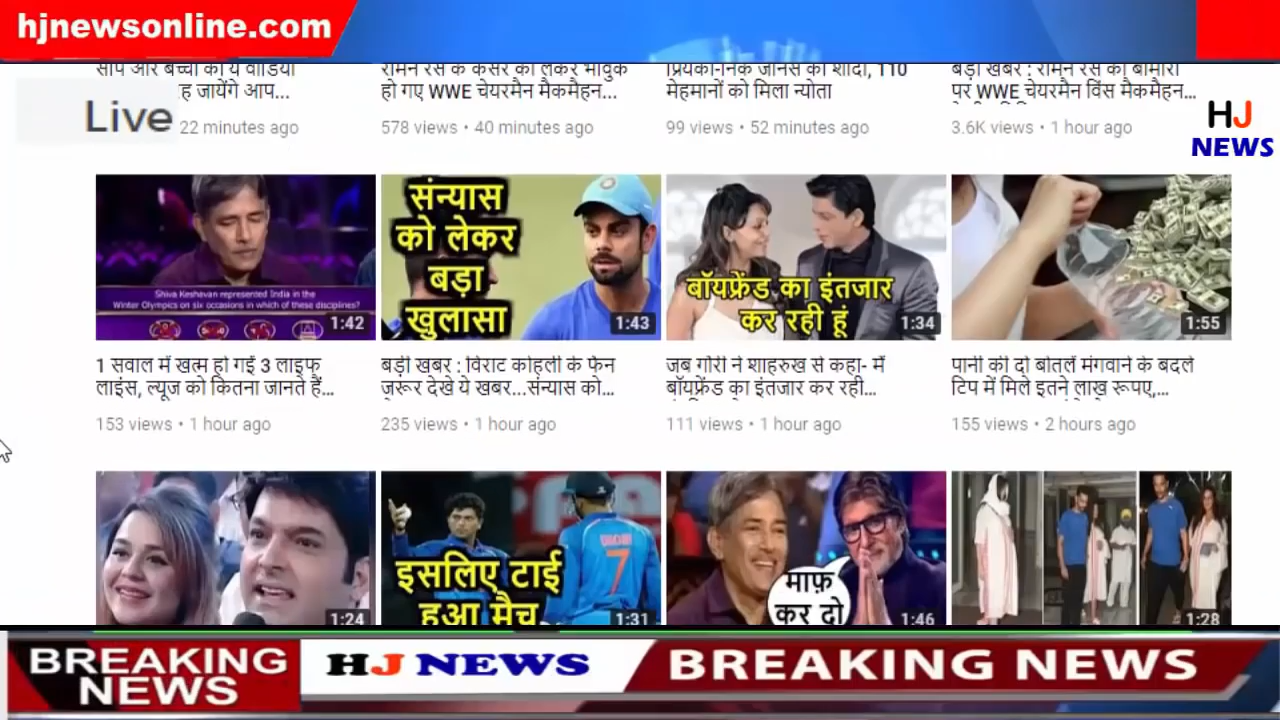 hjnewsonline.com
साप और बच्चा का ये वीडियो
रोमन रेंस के कैंसर को लेकर भावुक
प्रियंका-निक जोनस की शादी, 110
बड़ी खबर : रोमन रेंस की बीमारी
ह जायेंगे आप...
हो गए WWE चेयरमैन मैकमैहन...
मेहमानों को मिला न्योता
पर WWE चेयरमैन विंस मैकमैहन...
Live
22 minutes ago
578 views • 40 minutes ago
99 views • 52 minutes ago
3.6K views • 1 hour ago
HJ
NEWS
Shiva Keshavan represented India in the
Winter Olympics on six occasions in which of these disciplines?
1:42
संन्यास
को लेकर
बड़ा
खुलासा
1:43
बॉयफ्रेंड का इंतजार
कर रही हूं
1:34
1:55
1 सवाल में खत्म हो गई 3 लाइफ
लाइंस, ल्यूज को कितना जानते हैं...
बड़ी खबर : विराट कोहली के फैन
जरूर देखे ये खबर...संन्यास को...
जब गौरी ने शाहरुख से कहा- मैं
बॉयफ्रेंड का इंतजार कर रही...
पानी की दो बोतलें मंगवाने के बदले
टिप में मिले इतने लाख रूपए,...
153 views • 1 hour ago
235 views • 1 hour ago
111 views • 1 hour ago
155 views • 2 hours ago
1:24
7
इसलिए टाई
हुआ मैच
1:31
माफ़
कर दो
1:46
1:28
BREAKING
NEWS
HJ NEWS
BREAKING NEWS